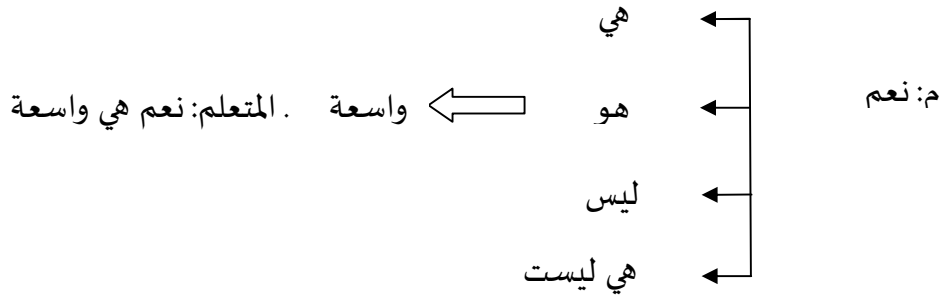 هي
م: نعم
هو واسعة . المتعلم: نعم هي واسعة
ليس
هي ليست